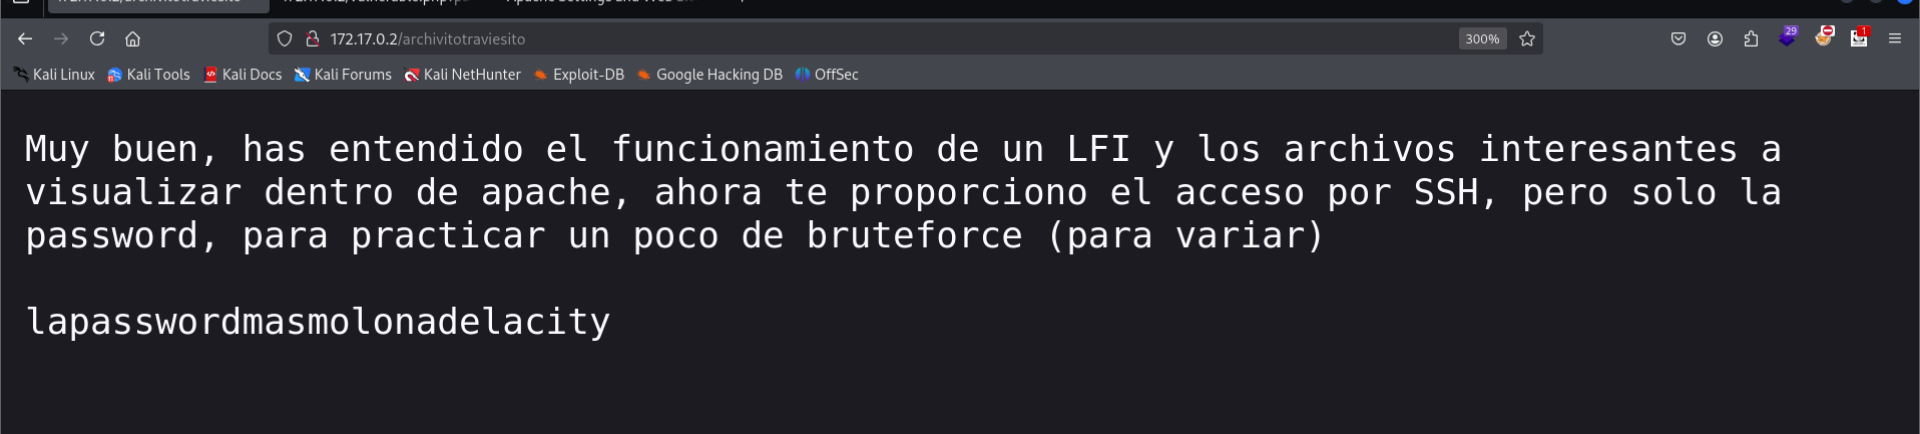 172.17.0.2/archivitotraviesito
300%
29
1
Kali Linux
Kali Tools
Kali Docs
Kali Forums
Kali NetHunter
Exploit-DB
Google Hacking DB
OffSec
Muy buen, has entendido el funcionamiento de un LFI y los archivos interesantes a
visualizar dentro de apache, ahora te proporciono el acceso por SSH, pero solo la
password, para practicar un poco de bruteforce (para variar)
lapasswordmasmolonadelacity